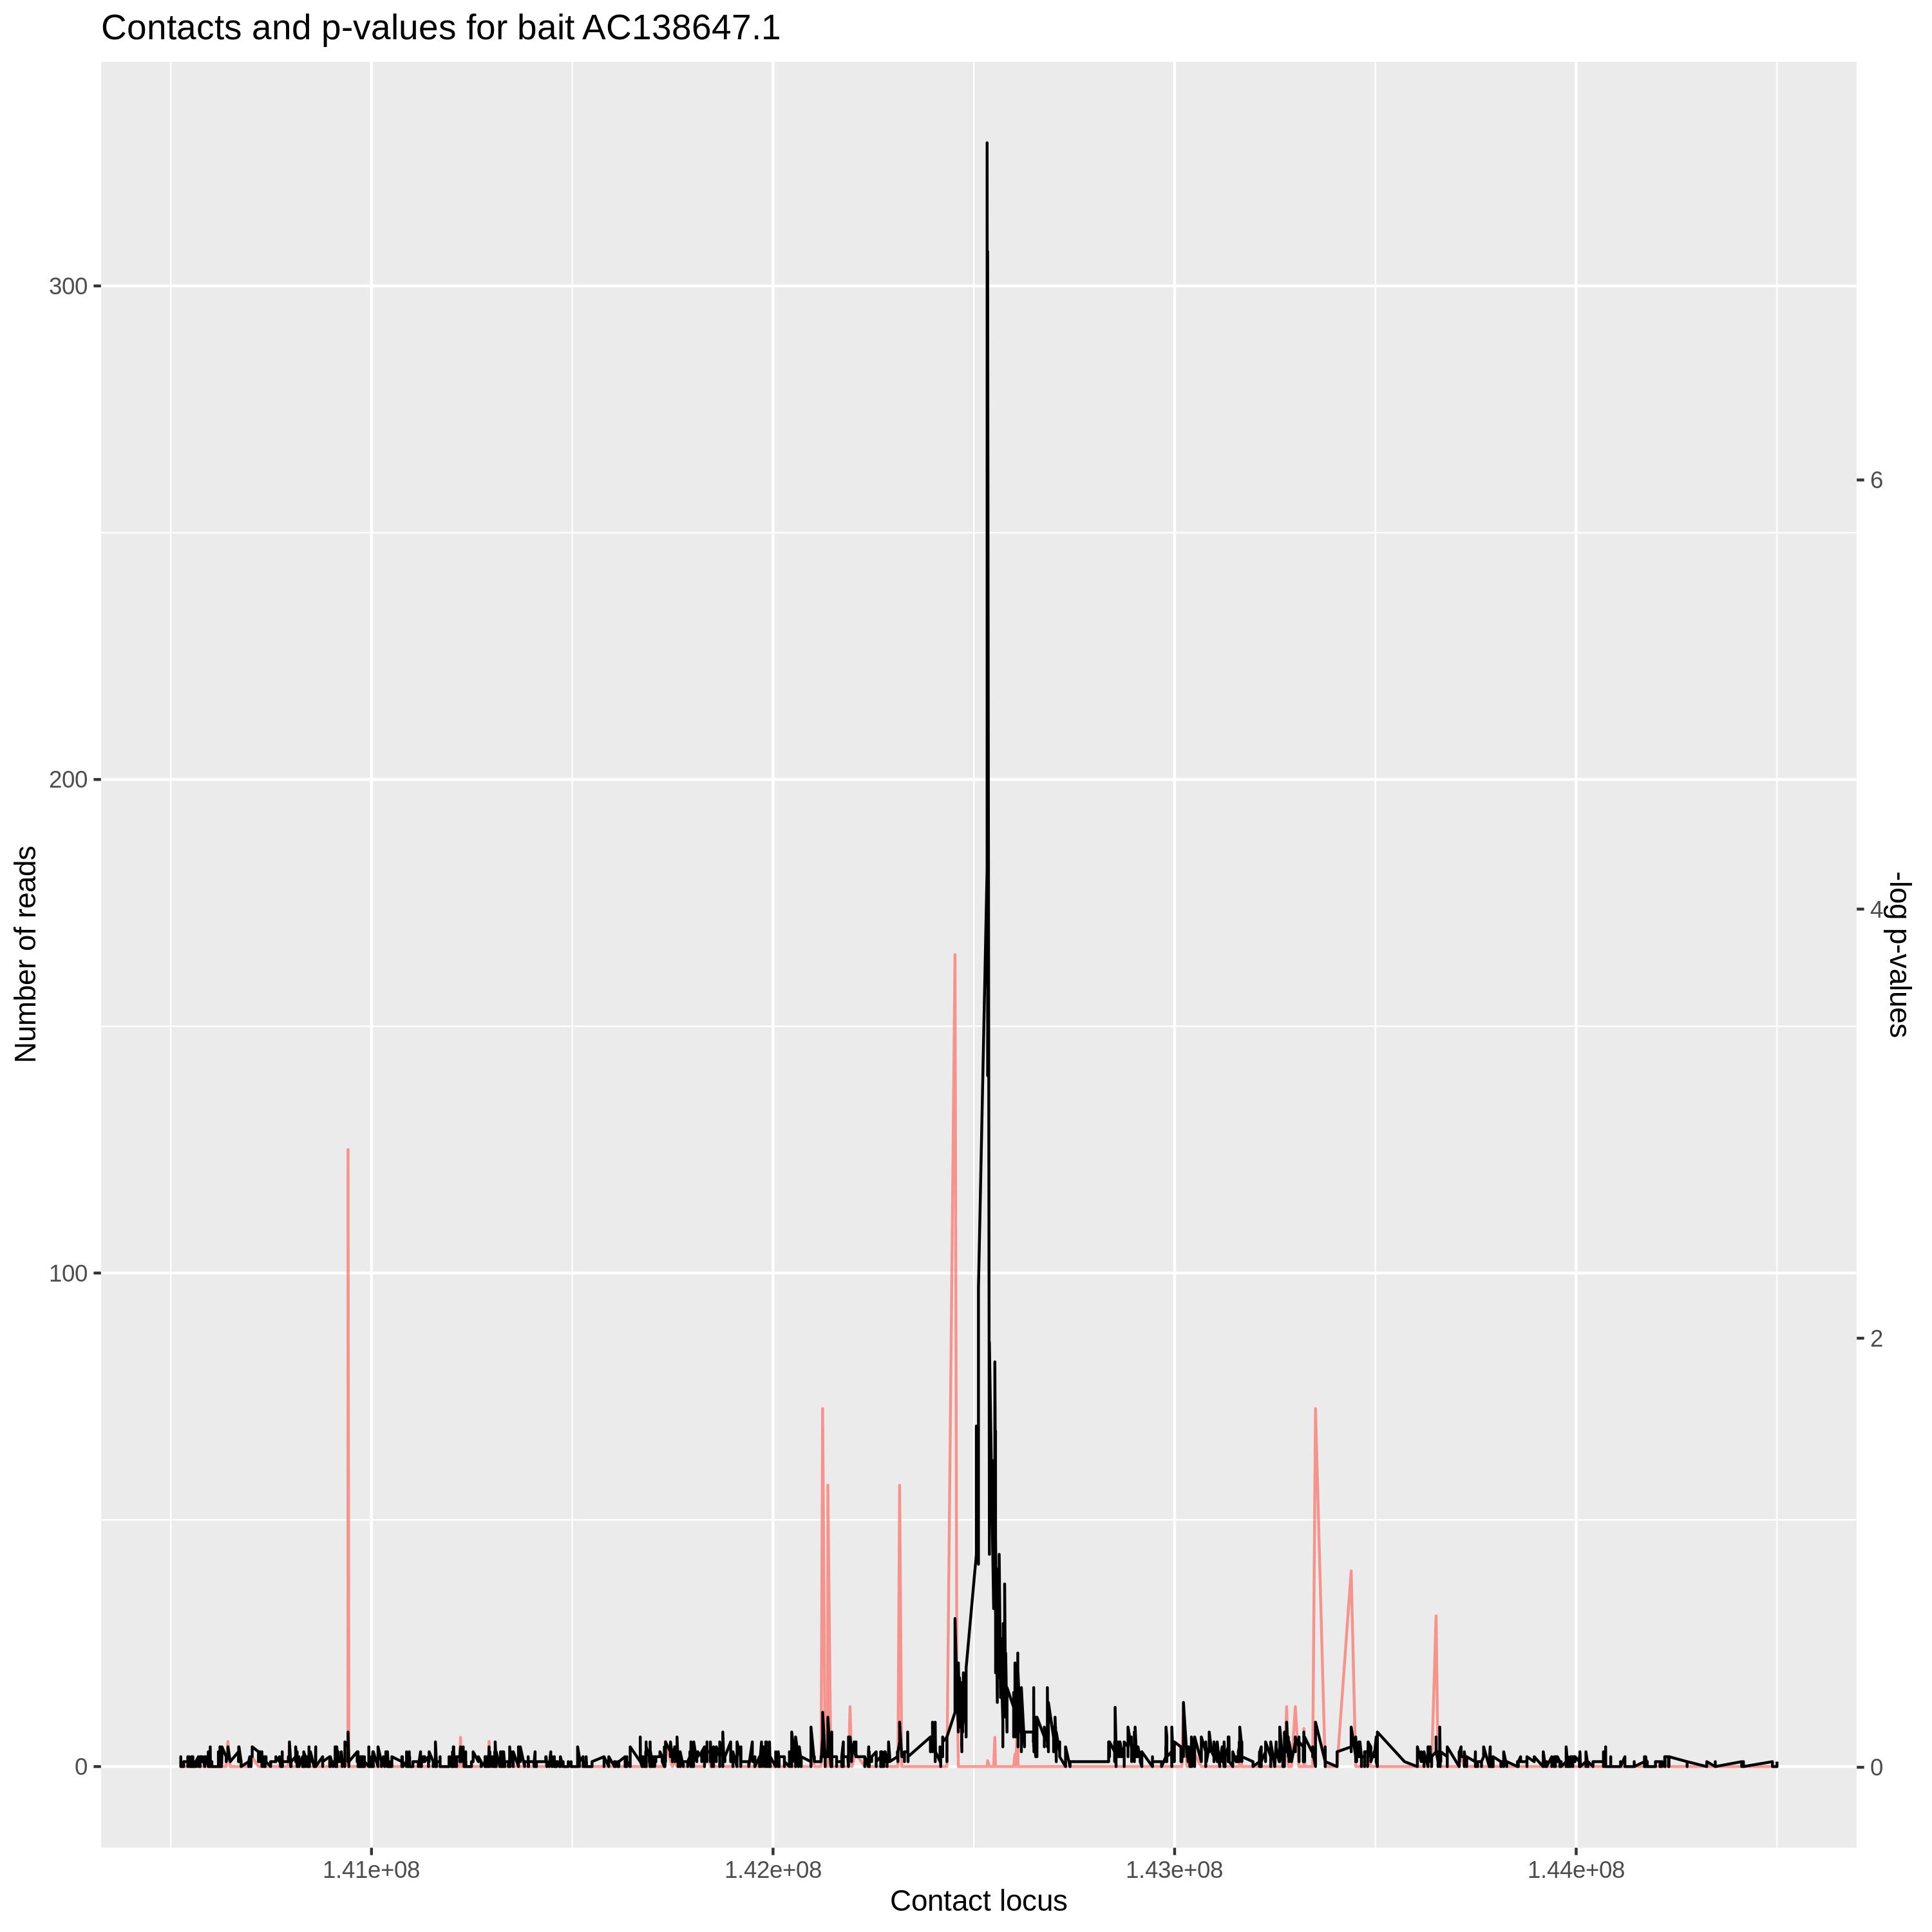 Contacts and p-values for bait AC138647.1
300
200
100
0
Number of reads
6
4
2
0
-log p-values
1.41e+08
1.42e+08
1.43e+08
1.44e+08
Contact locus